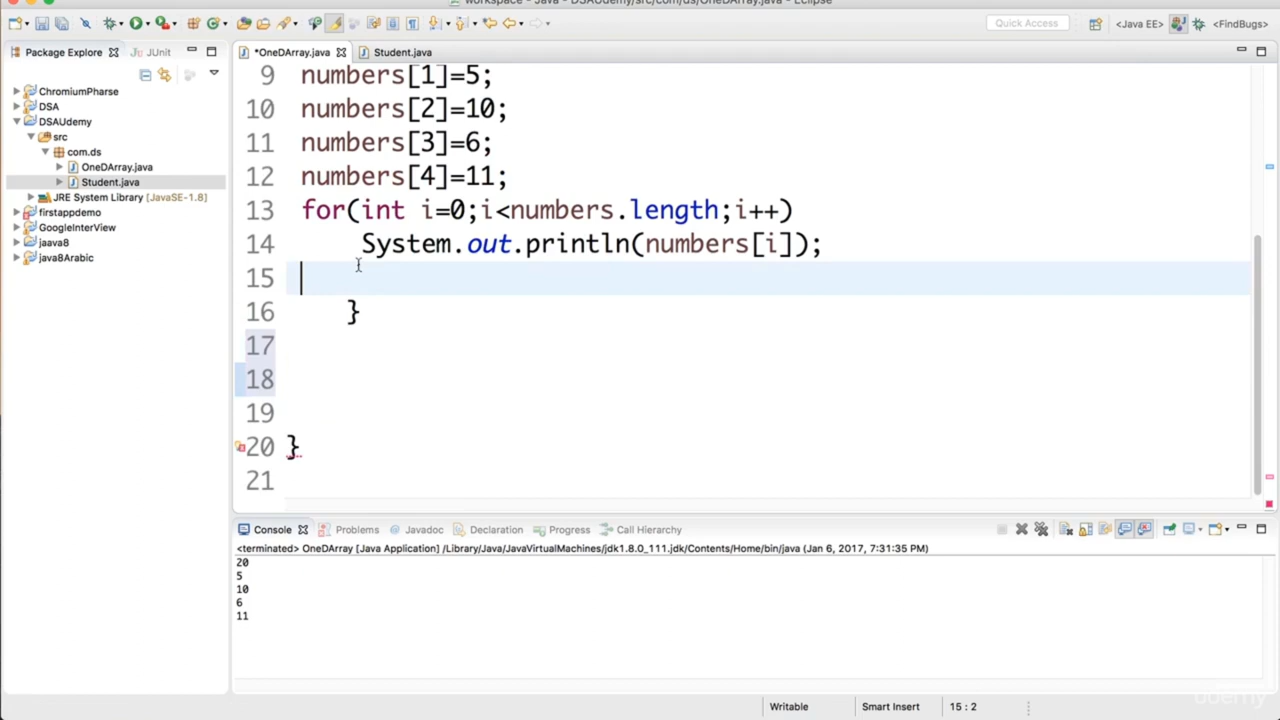 workspace - Java - DSAUdemy/src/com/ds/OneDArray.java - Eclipse
Quick Access
<Java EE>
<FindBugs>
Package Explore
JUnit
*OneDArray.java
Student.java
ChromiumPharse
DSA
DSAUdemy
src
com.ds
OneDArray.java
Student.java
JRE System Library [JavaSE-1.8]
firstappdemo
GoogleInterView
jaava8
java8Arabic
9 numbers[1]=5;
10 numbers[2]=10;
11 numbers[3]=6;
12 numbers[4]=11;
13 for(int i=0;i<numbers.length;i++)
14 System.out.println(numbers[i]);
15
16 }
17
18
19
20 }
21
Console
Problems
Javadoc
Declaration
Progress
Call Hierarchy
<terminated> OneDArray [Java Application] /Library/Java/JavaVirtualMachines/jdk1.8.0_111.jdk/Contents/Home/bin/java (Jan 6, 2017, 7:31:35 PM)
20
5
10
6
11
Writable
Smart Insert
15 : 2
udemy